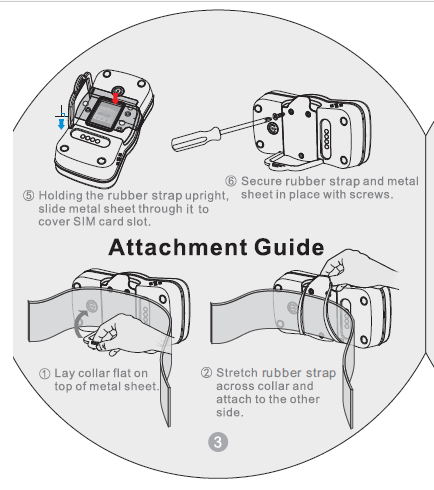 ⑤ Holding the rubber strap upright,
slide metal sheet through it to
cover SIM card slot.
⑥ Secure rubber strap and metal
sheet in place with screws.
Attachment Guide
① Lay collar flat on
top of metal sheet.
② Stretch rubber strap
across collar and
attach to the other
side.
3